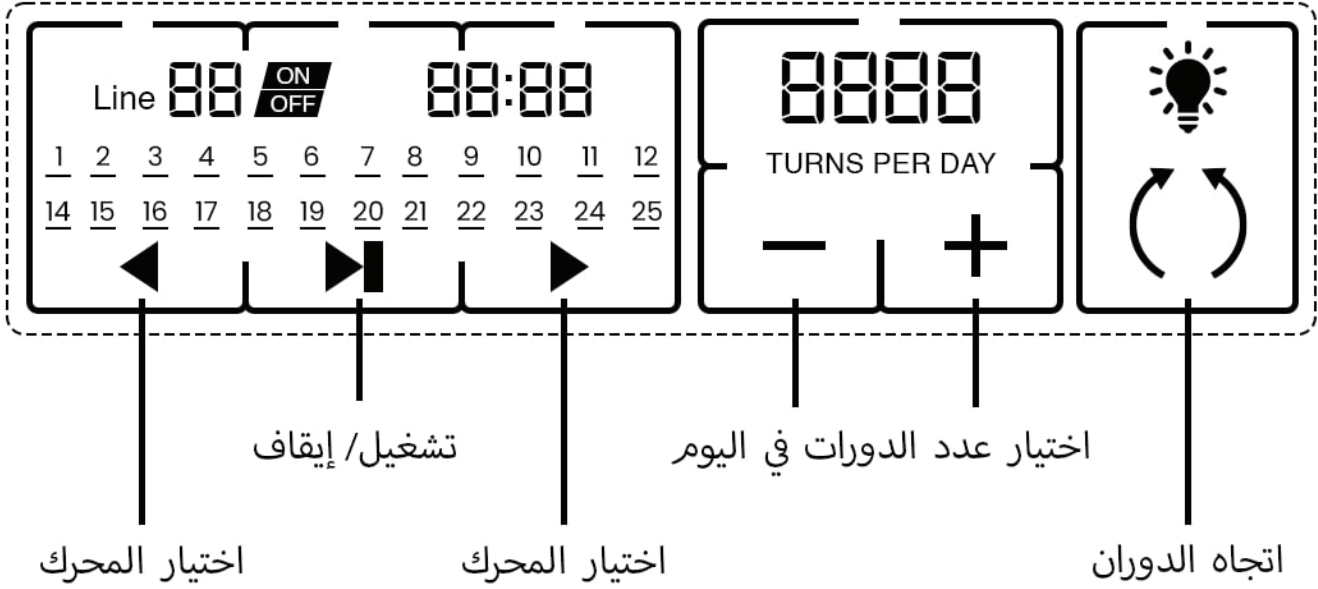 Line 88 ON OFF 88:88
1 2 3 4 5 6 7 8 9 10 11 12
14 15 16 17 18 19 20 21 22 23 24 25
8888
TURNS PER DAY
− +
تشغيل/ إيقاف
اختيار عدد الدورات في اليوم
اختيار المحرك
اختيار المحرك
اتجاه الدوران